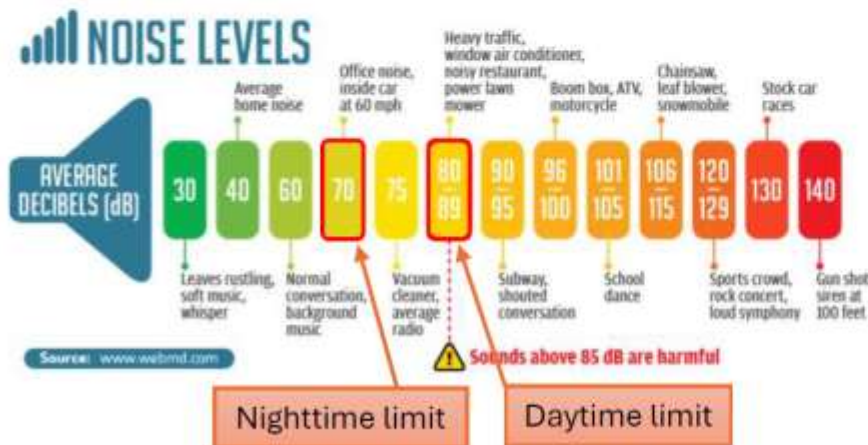 NOISE LEVELS
Average
home noise
Office noise,
inside car
at 60 mph
Heavy traffic,
window air conditioner,
noisy restaurant,
power lawn
mower
Boom box, ATV,
motorcycle
Chainsaw,
leaf blower,
snowmobile
Stock car
races
AVERAGE
DECIBELS (dB)
30
40
60
70
75
80
89
90
95
96
100
101
105
106
115
120
129
130
140
Leaves rustling,
soft music,
whisper
Normal
conversation,
background
music
Vacuum
cleaner,
average
radio
Subway,
shouted
conversation
School
dance
Sports crowd,
rock concert,
loud symphony
Gun shot,
siren at
100 feet
Source: www.webmd.com
Sounds above 85 dB are harmful
Nighttime limit
Daytime limit